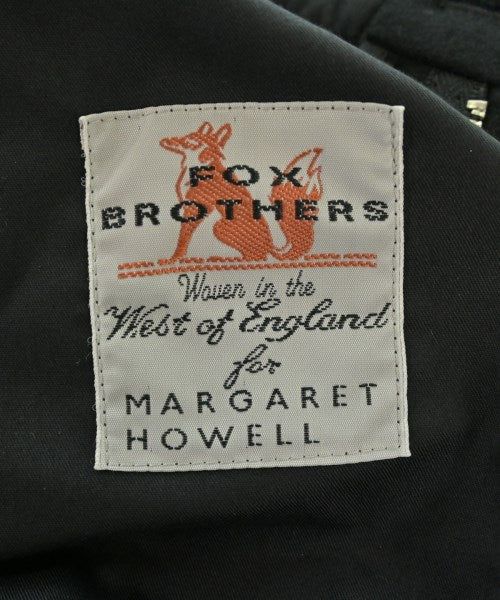 FOX
BROTHERS
Woven in the
West of England
for
MARGARET
HOWELL